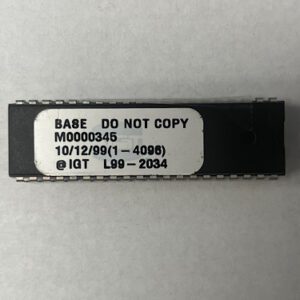 BASE DO NOT COPY
M0000345
10/12/99(1-4096)
@IGT L99-2034